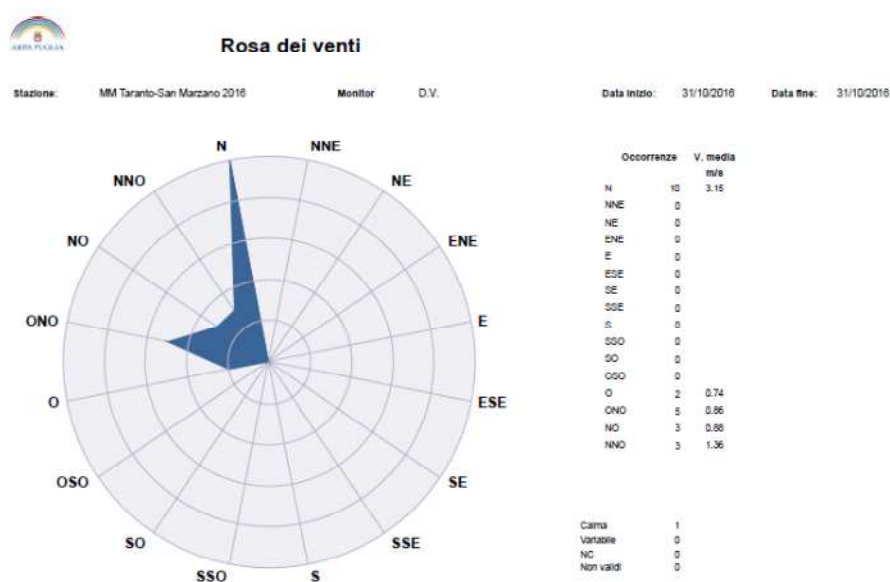 ARPA PUGLIA
Rosa dei venti
Stazione: MM Taranto-San Marzano 2016 Monitor D.V. Data Inizio: 31/10/2016 Data fine: 31/10/2016
N
NNE
NNO
NE
NO
ENE
ONO
E
O
ESE
OSO
SE
SO
SSE
SSO
S
Occorrenze V. media
m/s
N 10 3.15
NNE 0
NE 0
ENE 0
E 0
ESE 0
SE 0
SSE 0
S 0
SSO 0
SO 0
OSO 0
O 2 0.74
ONO 5 0.86
NO 3 0.88
NNO 3 1.36
Calma 1
Variabile 0
NC 0
Non validi 0